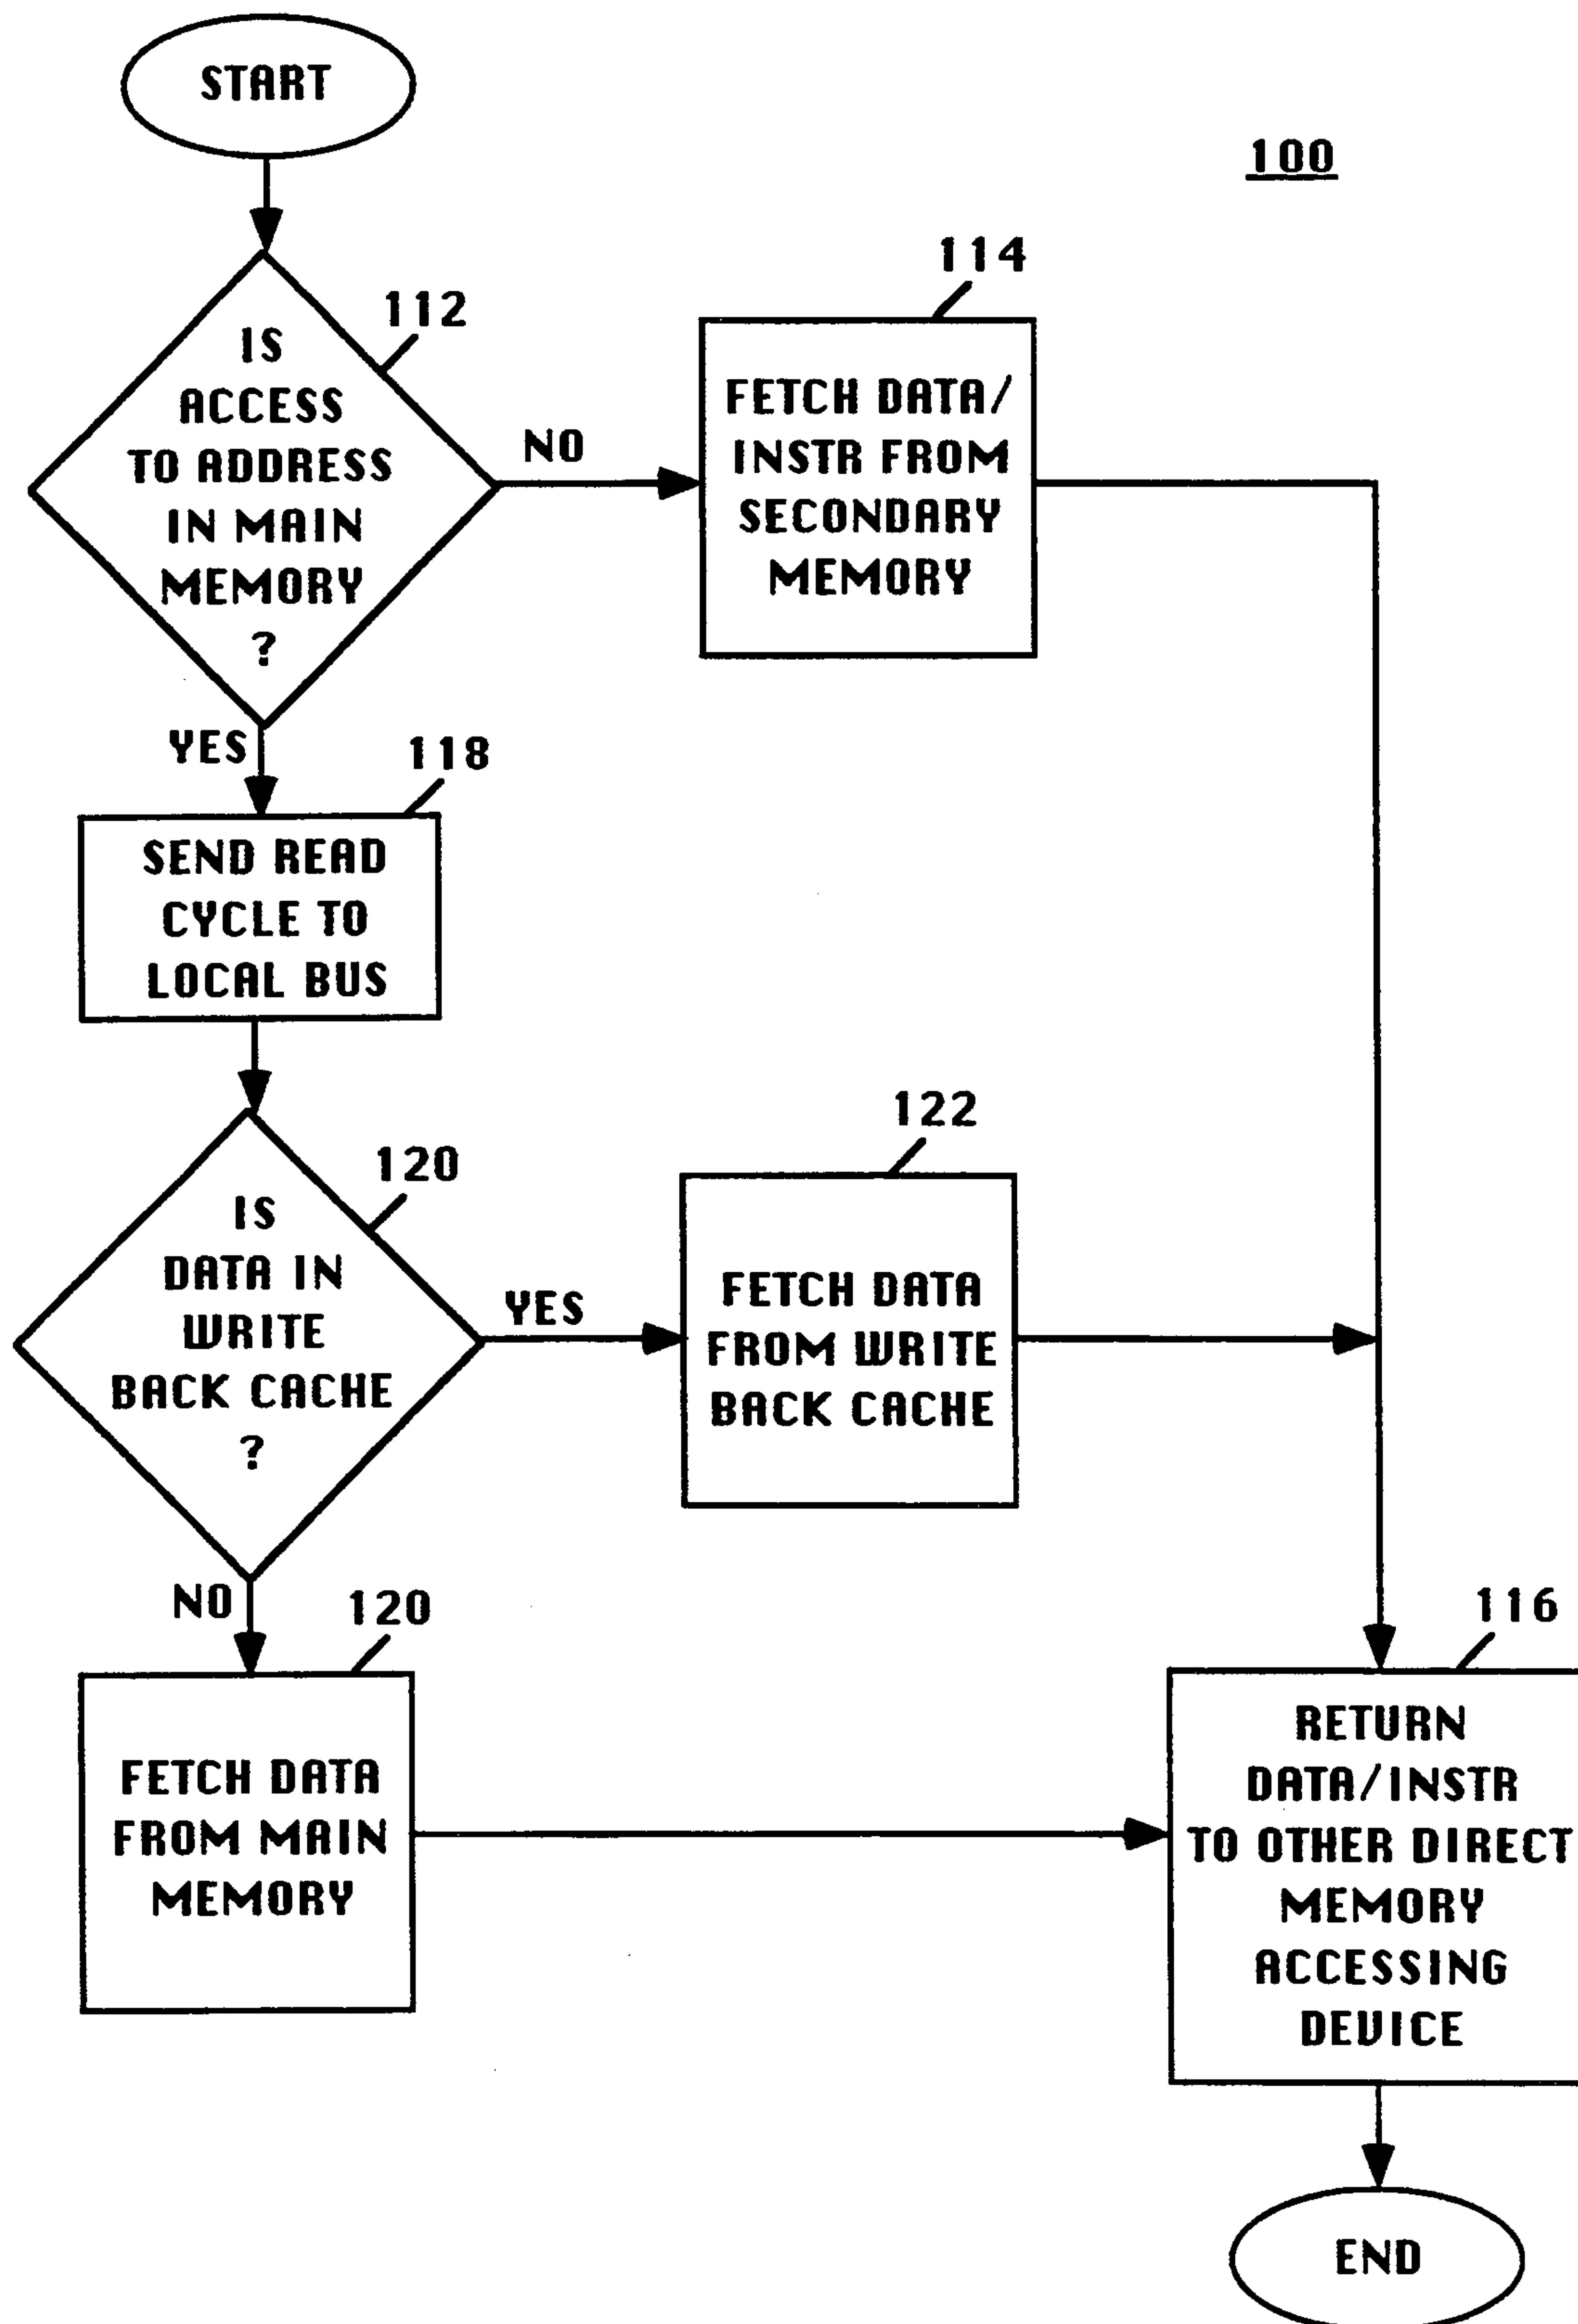 START
100
112
IS
ACCESS
TO ADDRESS
IN MAIN
MEMORY
?
NO
114
FETCH DATA/
INSTR FROM
SECONDARY
MEMORY
YES
118
SEND READ
CYCLE TO
LOCAL BUS
120
IS
DATA IN
WRITE
BACK CACHE
?
YES
122
FETCH DATA
FROM WRITE
BACK CACHE
NO
120
FETCH DATA
FROM MAIN
MEMORY
116
RETURN
DATA/INSTR
TO OTHER DIRECT
MEMORY
ACCESSING
DEVICE
END